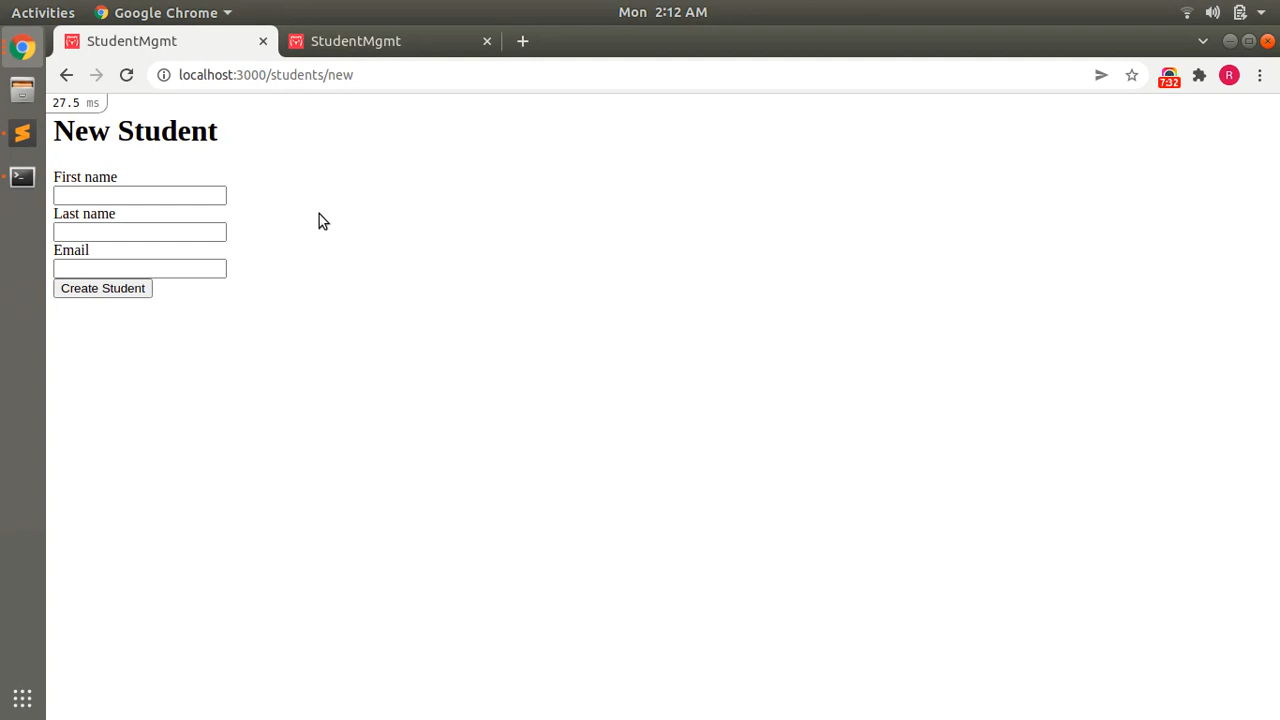 Activities
Google Chrome
Mon 2:12 AM
StudentMgmt
StudentMgmt
localhost:3000/students/new
7:32
R
27.5 ms
New Student
First name
Last name
Email
Create Student